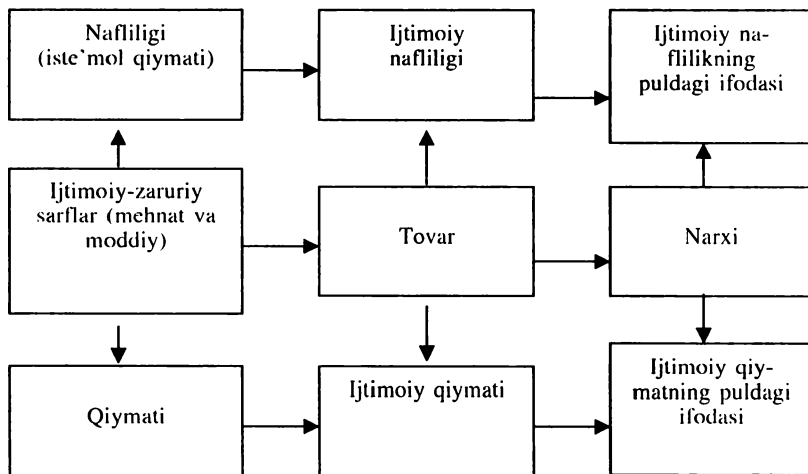 Nafliligi
(iste’mol qiymati)
Ijtimoiy
nafliligi
Ijtimoiy na-
flilikning
puldagi ifodasi
Ijtimoiy-zaruriy
sarflar (mehnat va
moddiy)
Tovar
Narxi
Qiymati
Ijtimoiy qiymati
Ijtimoiy qiy-
matning puldagi
ifodasi